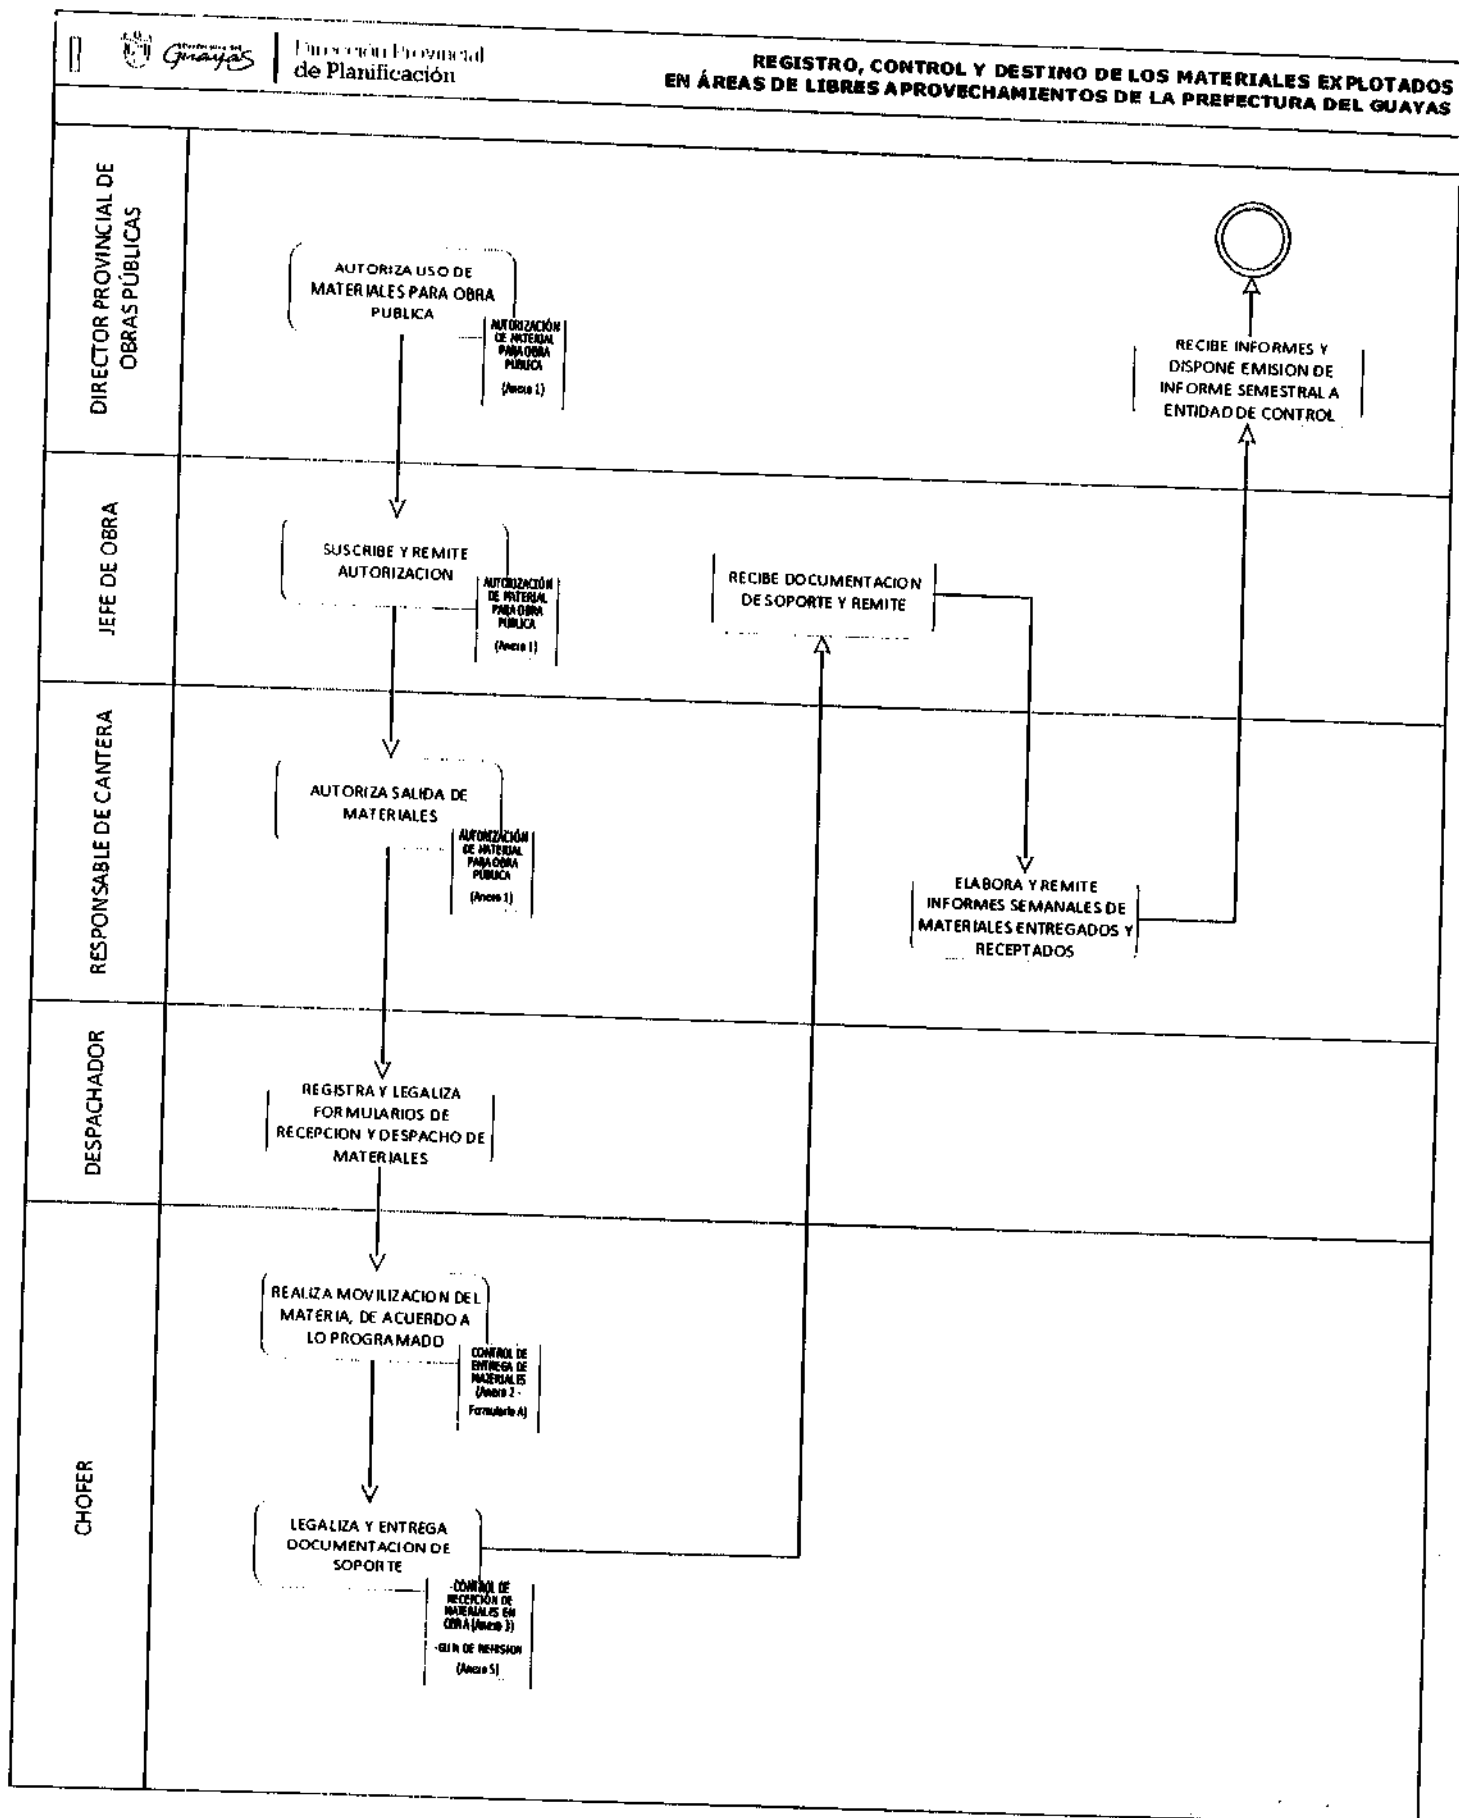 Prefectura del
Guayas
Dirección Provincial
de Planificación
REGISTRO, CONTROL Y DESTINO DE LOS MATERIALES EXPLOTADOS
EN ÁREAS DE LIBRES APROVECHAMIENTOS DE LA PREFECTURA DEL GUAYAS
DIRECTOR PROVINCIAL DE
OBRAS PÚBLICAS
AUTORIZA USO DE
MATERIALES PARA OBRA
PUBLICA
AUTORIZACIÓN
DE MATERIAL
PARA OBRA
PÚBLICA
(Anexo 1)
RECIBE INFORMES Y
DISPONE EMISION DE
INFORME SEMESTRAL A
ENTIDAD DE CONTROL
JEFE DE OBRA
SUSCRIBE Y REMITE
AUTORIZACION
AUTORIZACIÓN
DE MATERIAL
PARA OBRA
PÚBLICA
(Anexo 1)
RECIBE DOCUMENTACION
DE SOPORTE Y REMITE
RESPONSABLE DE CANTERA
AUTORIZA SALIDA DE
MATERIALES
AUTORIZACIÓN
DE MATERIAL
PARA OBRA
PÚBLICA
(Anexo 1)
ELABORA Y REMITE
INFORMES SEMANALES DE
MATERIALES ENTREGADOS Y
RECEPTADOS
DESPACHADOR
REGISTRA Y LEGALIZA
FORMULARIOS DE
RECEPCION Y DESPACHO DE
MATERIALES
CHOFER
REALIZA MOVILIZACION DEL
MATERIA, DE ACUERDO A
LO PROGRAMADO
CONTROL DE
ENTREGA DE
MATERIALES
(Anexo 2 -
Formulario A)
LEGALIZA Y ENTREGA
DOCUMENTACION DE
SOPORTE
-CONTROL DE
RECEPCIÓN DE
MATERIALES EN
OBRA (Anexo 3)
-GUIA DE REMISION
(Anexo 5)